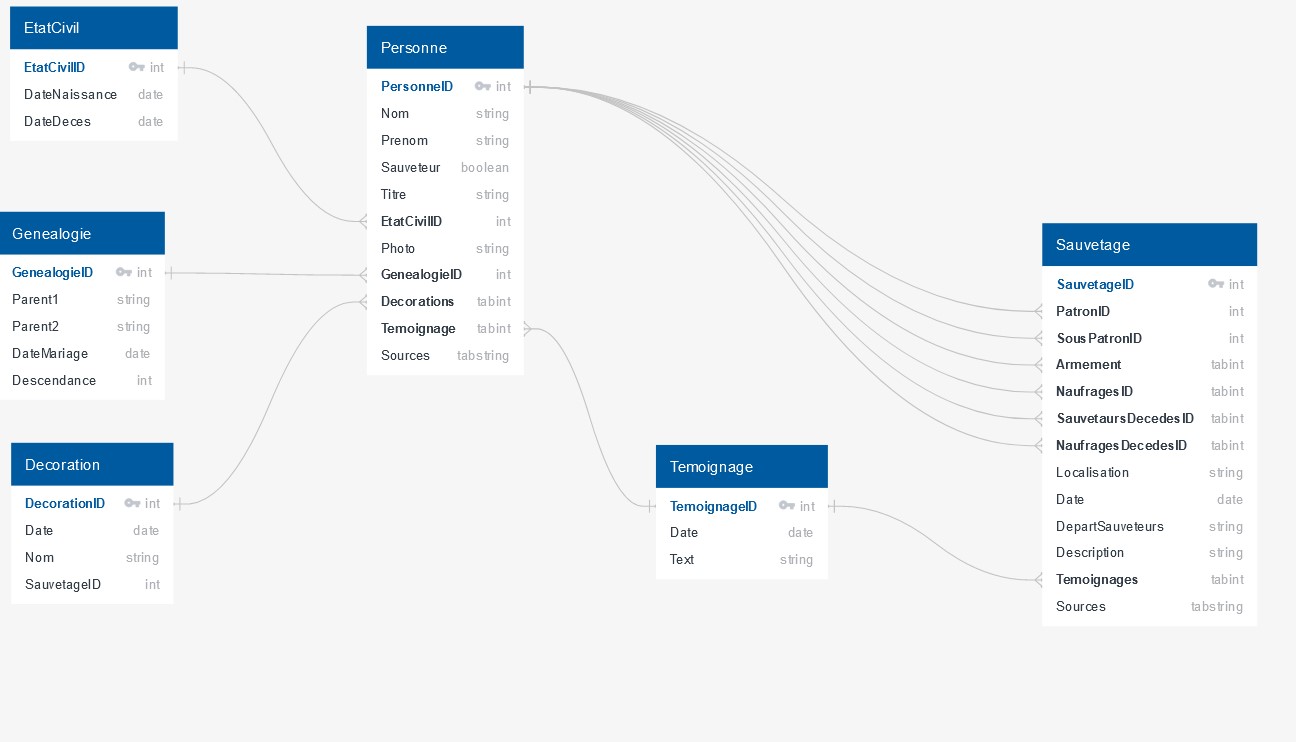 EtatCivil
EtatCivilID int
DateNaissance date
DateDeces date
Genealogie
GenealogieID int
Parent1 string
Parent2 string
DateMariage date
Descendance int
Decoration
DecorationID int
Date date
Nom string
SauvetageID int
Personne
PersonneID int
Nom string
Prenom string
Sauveteur boolean
Titre string
EtatCivilID int
Photo string
GenealogieID int
Decorations tabint
Temoignage tabint
Sources tabstring
Temoignage
TemoignageID int
Date date
Text string
Sauvetage
SauvetageID int
PatronID int
SousPatronID int
Armement tabint
NaufragesID tabint
SauvetaursDecedesID tabint
NaufragesDecedesID tabint
Localisation string
Date date
DepartSauveteurs string
Description string
Temoignages tabint
Sources tabstring